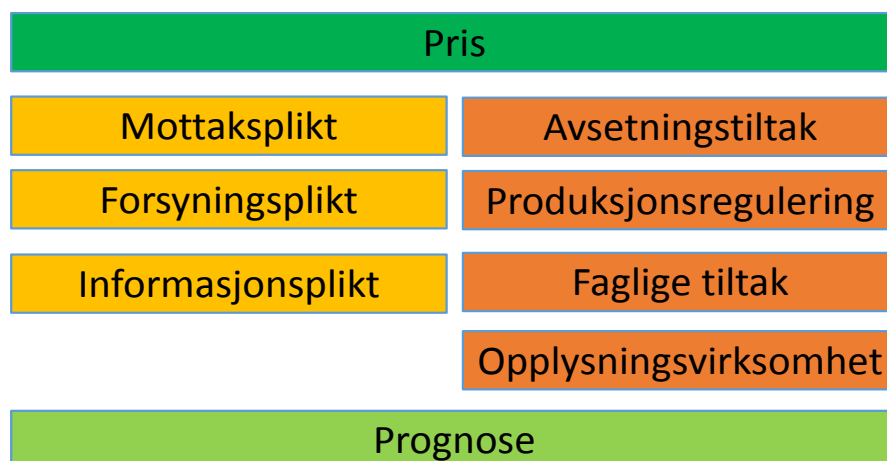 Pris
Mottaksplikt
Avsetningstiltak
Forsyningsplikt
Produksjonsregulering
Informasjonsplikt
Faglige tiltak
Opplysningsvirksomhet
Prognose